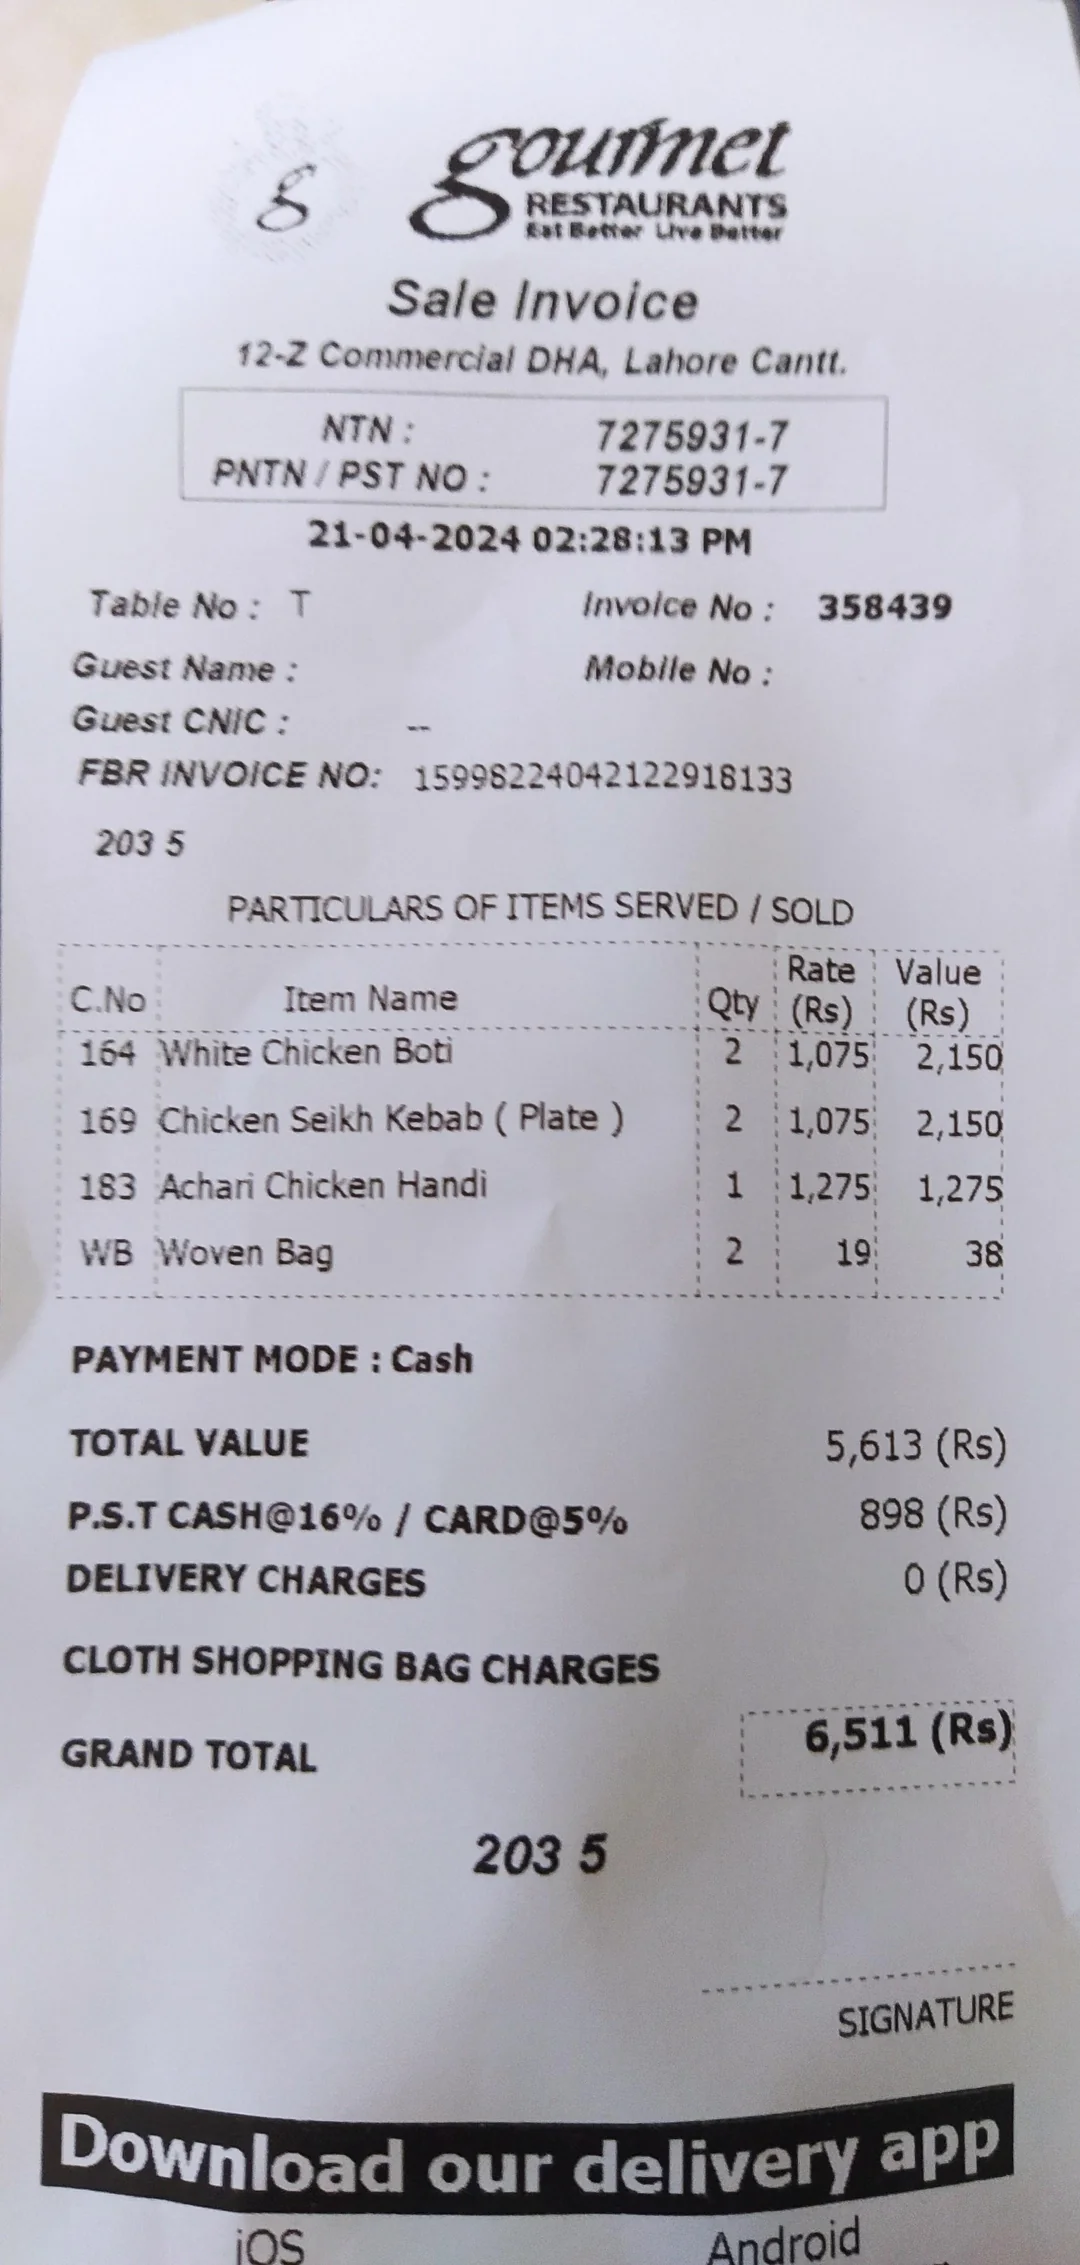 g
gourmet
RESTAURANTS
Eat Better Live Better
Sale Invoice
12-Z Commercial DHA, Lahore Cantt.
NTN : 7275931-7
PNTN / PST NO : 7275931-7
21-04-2024 02:28:13 PM
Table No : T Invoice No : 358439
Guest Name : Mobile No :
Guest CNIC : --
FBR INVOICE NO: 15998224042122918133
203 5
PARTICULARS OF ITEMS SERVED / SOLD
C.No Item Name Qty Rate (Rs) Value (Rs)
164 White Chicken Boti 2 1,075 2,150
169 Chicken Seikh Kebab ( Plate ) 2 1,075 2,150
183 Achari Chicken Handi 1 1,275 1,275
WB Woven Bag 2 19 38
PAYMENT MODE : Cash
TOTAL VALUE 5,613 (Rs)
P.S.T CASH@16% / CARD@5% 898 (Rs)
DELIVERY CHARGES 0 (Rs)
CLOTH SHOPPING BAG CHARGES
GRAND TOTAL 6,511 (Rs)
203 5
SIGNATURE
Download our delivery app
iOS Android